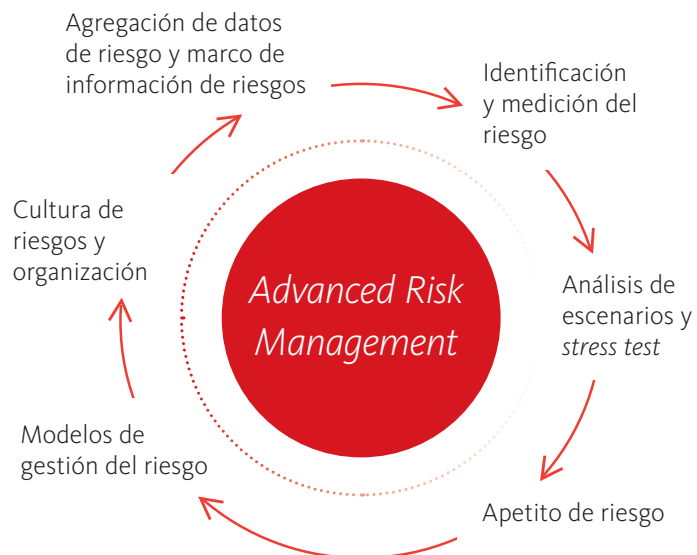 Agregación de datos
de riesgo y marco de
información de riesgos
Identificación
y medición del
riesgo
Análisis de
escenarios y
stress test
Apetito de riesgo
Modelos de
gestión del riesgo
Cultura de
riesgos y
organización
Advanced Risk
Management